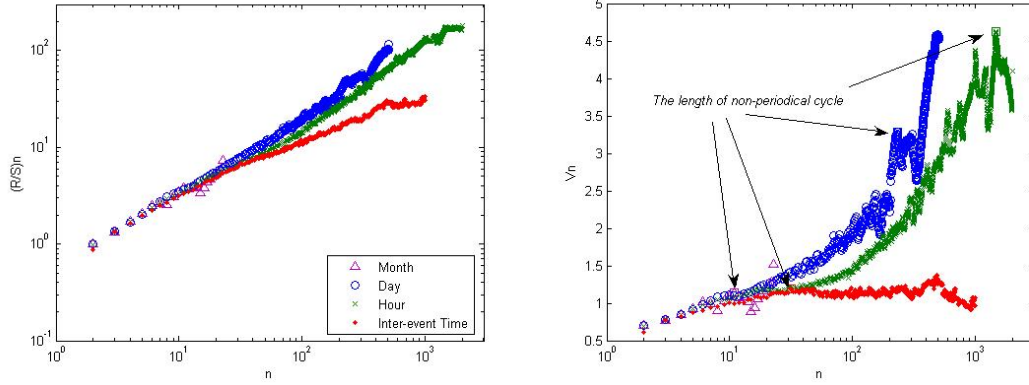 (R/S)n
10^2
10^1
10^0
10^-1
10^0
10^1
10^2
10^3
n
Month
Day
Hour
Inter-event Time
Vn
4.5
4
3.5
3
2.5
2
1.5
1
0.5
10^0
10^1
10^2
10^3
n
The length of non-periodical cycle